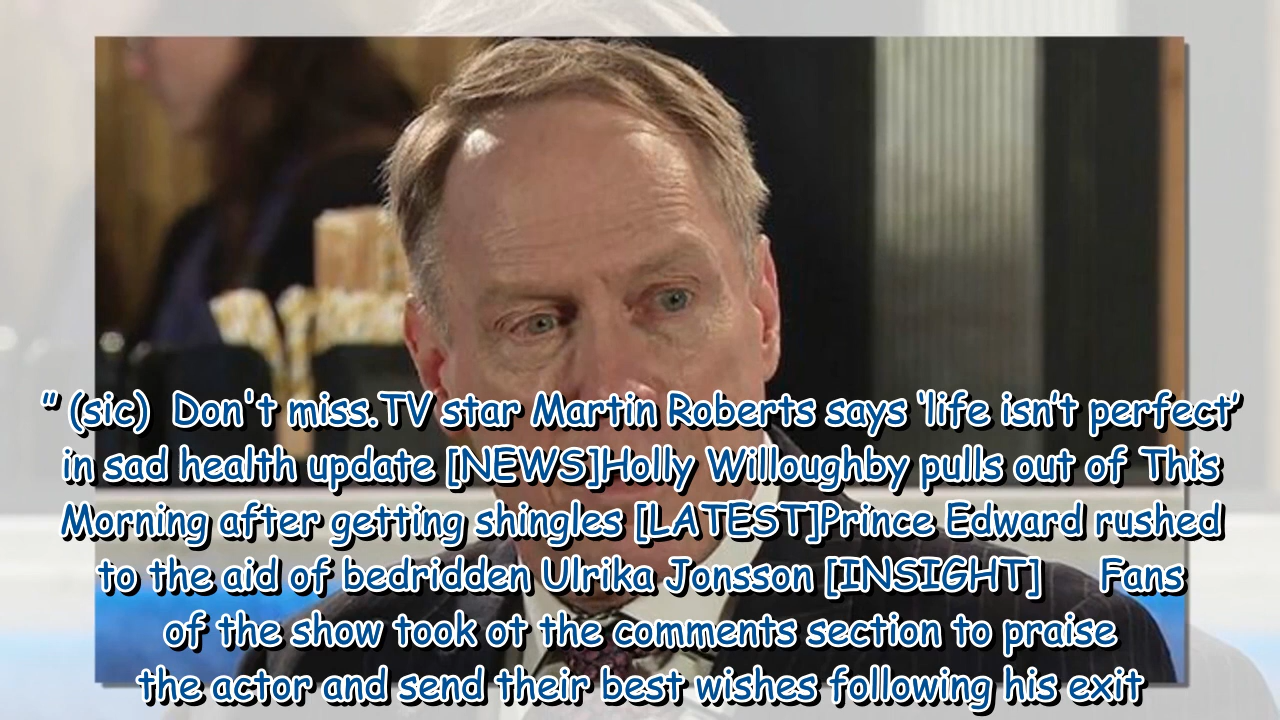 ” (sic)  Don't miss.TV star Martin Roberts says ‘life isn’t perfect’
in sad health update [NEWS]Holly Willoughby pulls out of This
Morning after getting shingles [LATEST]Prince Edward rushed
to the aid of bedridden Ulrika Jonsson [INSIGHT]      Fans
of the show took ot the comments section to praise
the actor and send their best wishes following his exit